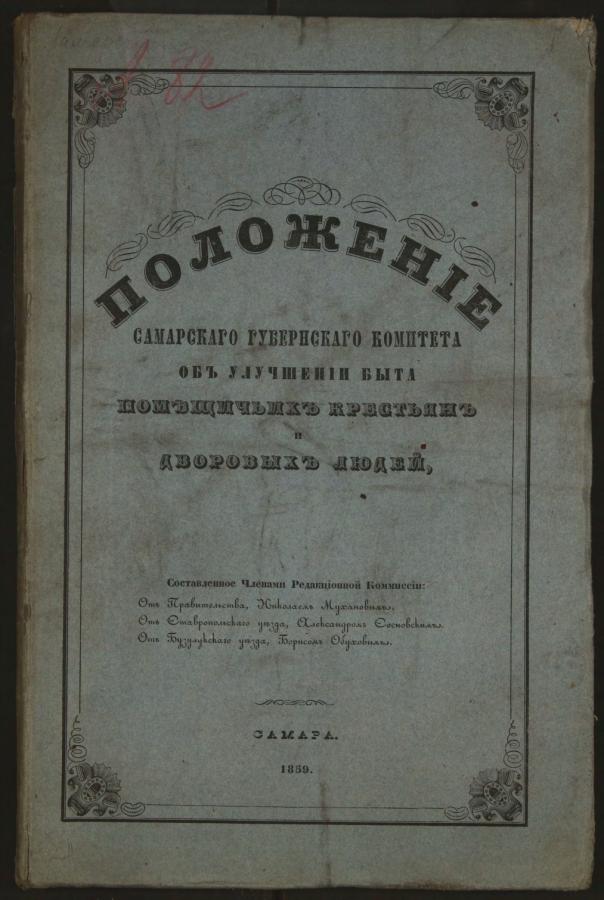 82
ПОЛОЖЕНІЕ
САМАРСКАГО ГУБЕРНСКАГО КОМИТЕТА
ОБЪ УЛУЧШЕНІИ БЫТА
ПОМѢЩИЧЬИХЪ КРЕСТЬЯНЪ
И
ДВОРОВЫХЪ ЛЮДЕЙ,
Составленное Членами Редакціонной Коммиссіи:
Отъ Правительства, Николаемъ Мухановымъ,
Отъ Ставропольскаго уѣзда, Александромъ Сосновскимъ.
Отъ Бузулукскаго уѣзда, Борисомъ Обуховымъ.
САМАРА.
1859.